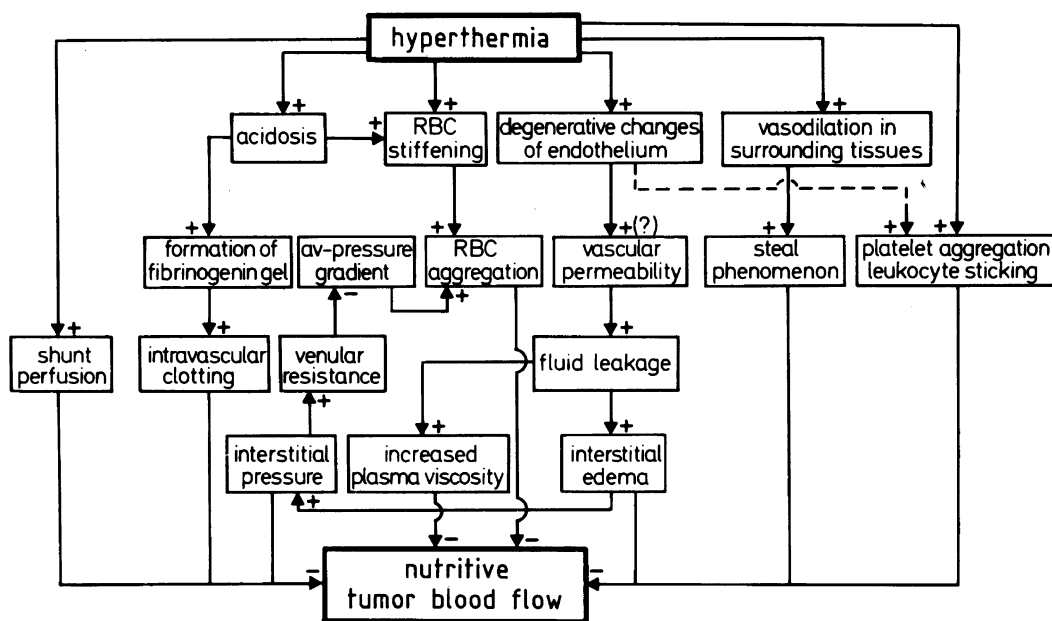 hyperthermia
+ + + +
acidosis
+
RBC
stiffening
degenerative changes
of endothelium
vasodilation in
surrounding tissues
+ + +(?) + + +
formation of
fibrinogenin gel
av-pressure
gradient
RBC
aggregation
vascular
permeability
steal
phenomenon
platelet aggregation
leukocyte sticking
+ + - + +
shunt
perfusion
intravascular
clotting
venular
resistance
fluid leakage
+ + +
interstitial
pressure
increased
plasma viscosity
interstitial
edema
+
- - - -
nutritive
tumor blood flow